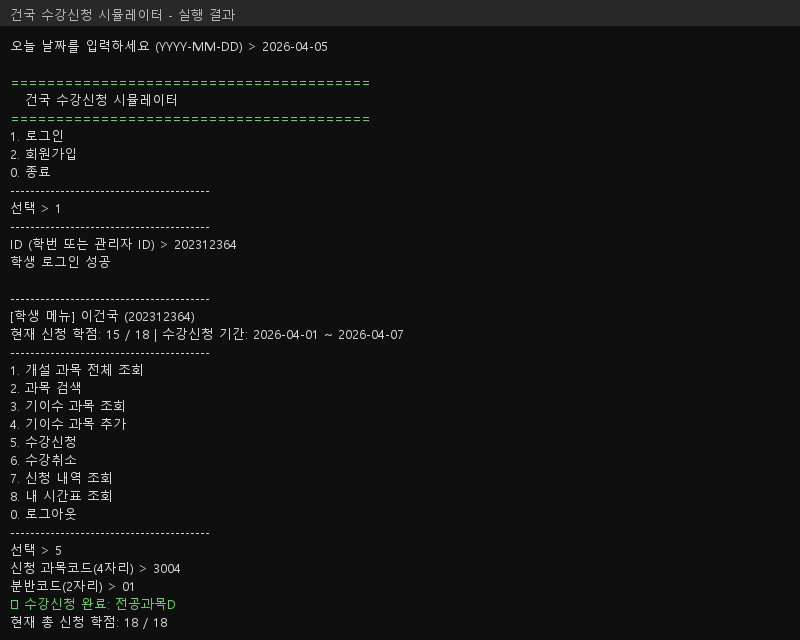 건국 수강신청 시뮬레이터 - 실행 결과
오늘 날짜를 입력하세요 (YYYY-MM-DD) > 2026-04-05
========================================
건국 수강신청 시뮬레이터
========================================
1. 로그인
2. 회원가입
0. 종료
----------------------------------------
선택 > 1
----------------------------------------
ID (학번 또는 관리자 ID) > 202312364
학생 로그인 성공
----------------------------------------
[학생 메뉴] 이건국 (202312364)
현재 신청 학점: 15 / 18 | 수강신청 기간: 2026-04-01 ~ 2026-04-07
----------------------------------------
1. 개설 과목 전체 조회
2. 과목 검색
3. 기이수 과목 조회
4. 기이수 과목 추가
5. 수강신청
6. 수강취소
7. 신청 내역 조회
8. 내 시간표 조회
0. 로그아웃
----------------------------------------
선택 > 5
신청 과목코드(4자리) > 3004
분반코드(2자리) > 01
▯ 수강신청 완료: 전공과목D
현재 총 신청 학점: 18 / 18